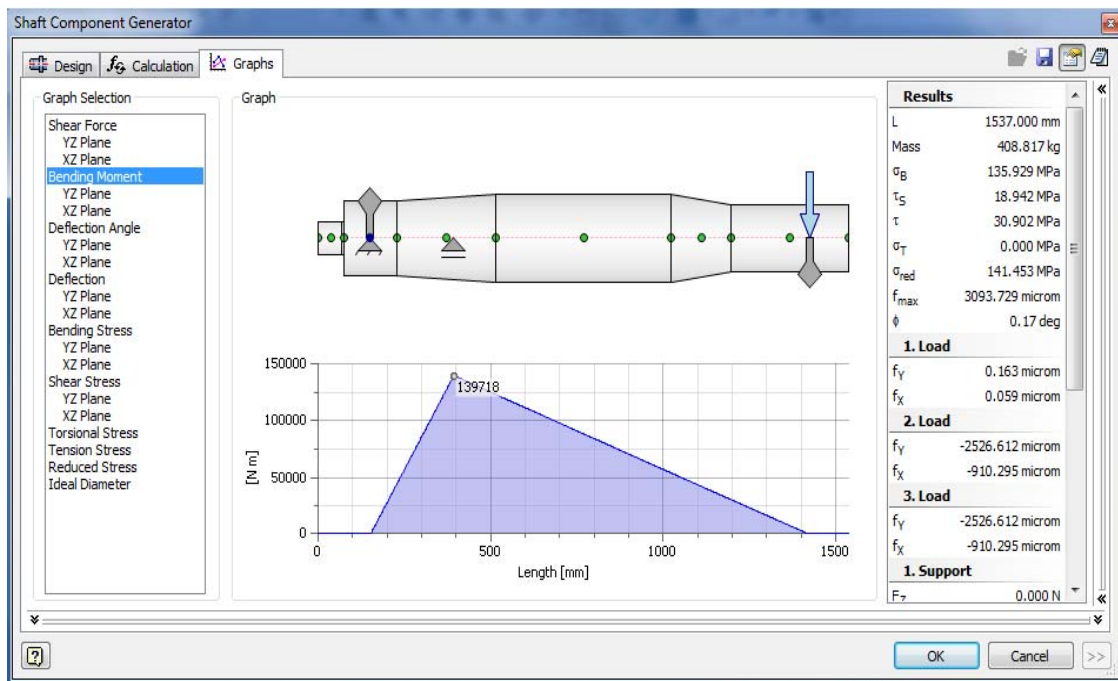 Shaft Component Generator
Design
Calculation
Graphs
Graph Selection
Shear Force
YZ Plane
XZ Plane
Bending Moment
YZ Plane
XZ Plane
Deflection Angle
YZ Plane
XZ Plane
Deflection
YZ Plane
XZ Plane
Bending Stress
YZ Plane
XZ Plane
Shear Stress
YZ Plane
XZ Plane
Torsional Stress
Tension Stress
Reduced Stress
Ideal Diameter
Graph
150000
100000
50000
0
[N m]
139718
0 500 1000 1500
Length [mm]
Results
L 1537.000 mm
Mass 408.817 kg
σB 135.929 MPa
τS 18.942 MPa
τ 30.902 MPa
σT 0.000 MPa
σred 141.453 MPa
fmax 3093.729 microm
ϕ 0.17 deg
1. Load
fY 0.163 microm
fX 0.059 microm
2. Load
fY -2526.612 microm
fX -910.295 microm
3. Load
fY -2526.612 microm
fX -910.295 microm
1. Support
FZ 0.000 N
OK
Cancel
>>